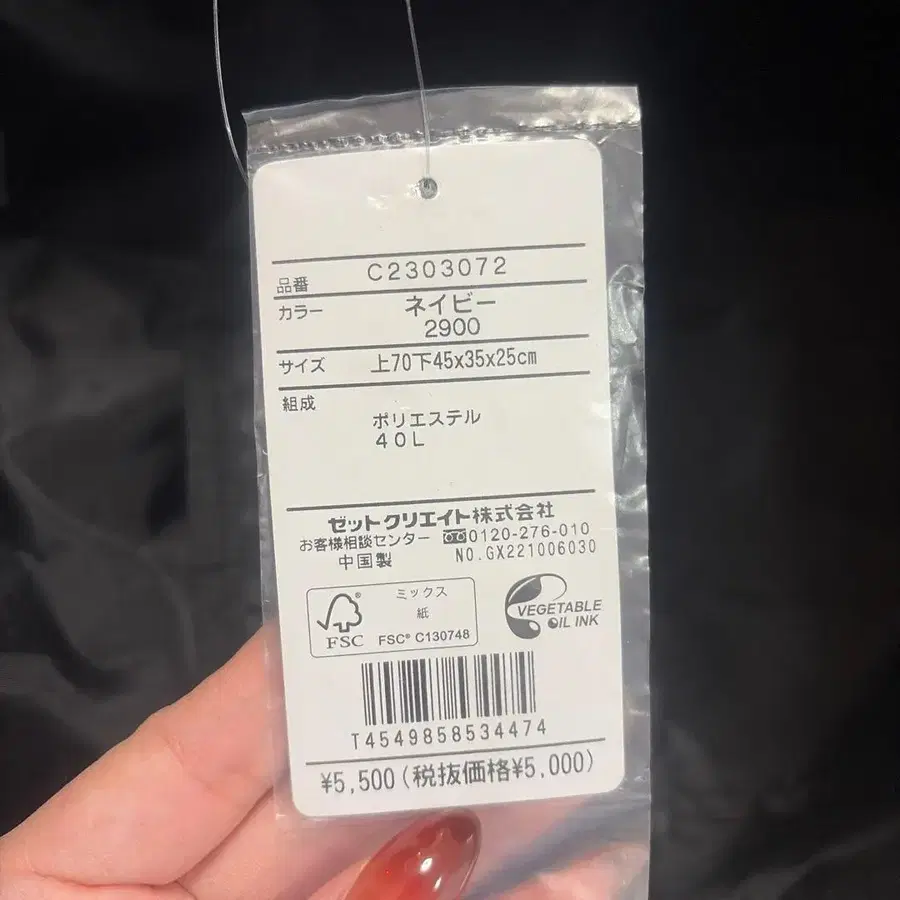 品番 C2303072
カラー ネイビー
2900
サイズ 上70下45x35x25cm
組成
ポリエステル
40L
ゼットクリエイト株式会社
お客様相談センター 0120-276-010
中国製 NO.GX221006030
ミックス
紙
FSC® C130748
FSC
VEGETABLE
OIL INK
T4549858534474
¥5,500(税抜価格¥5,000)